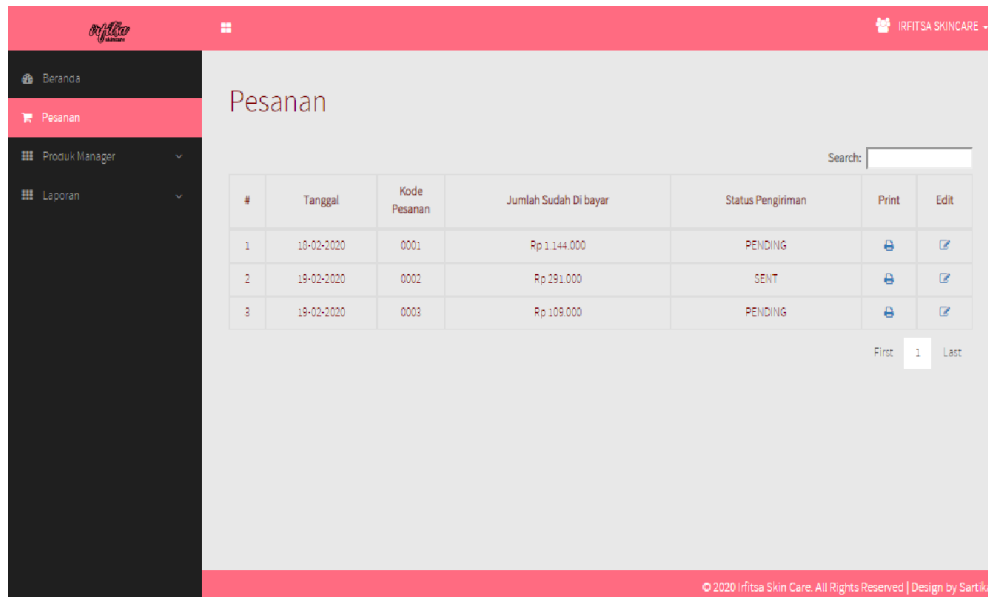 irfitsa
SKINCARE
IRFITSA SKINCARE
Beranda
Pesanan
Produk Manager
Laporan
Pesanan
Search:
# Tanggal Kode Pesanan Jumlah Sudah Di bayar Status Pengiriman Print Edit
1 18-02-2020 0001 Rp 1.144.000 PENDING
2 19-02-2020 0002 Rp 291.000 SENT
3 19-02-2020 0003 Rp 109.000 PENDING
First 1 Last
© 2020 Irfitsa Skin Care. All Rights Reserved | Design by Sartika